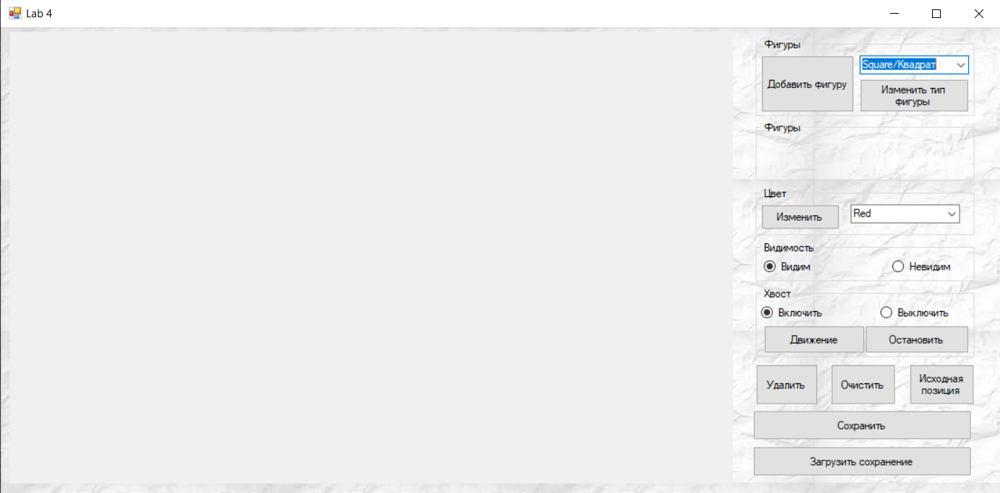 Lab 4
Фигуры
Square/Квадрат
Добавить фигуру
Изменить тип
фигуры
Фигуры
Цвет
Изменить
Red
Видимость
Видим
Невидим
Хвост
Включить
Выключить
Движение
Остановить
Удалить
Очистить
Исходная
позиция
Сохранить
Загрузить сохранение